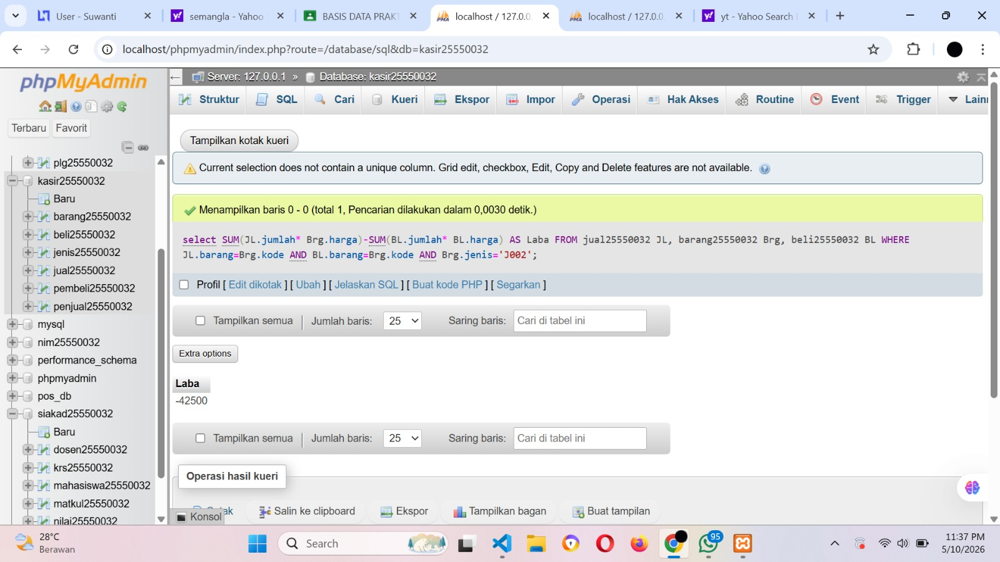 User - Suwanti
semangla - Yahoo
BASIS DATA PRAKT
localhost / 127.0.0.
localhost / 127.0.0.
yt - Yahoo Search
localhost/phpmyadmin/index.php?route=/database/sql&db=kasir25550032
phpMyAdmin
Terbaru Favorit
plg25550032
kasir25550032
Baru
barang25550032
beli25550032
jenis25550032
jual25550032
pembeli25550032
penjual25550032
mysql
nim25550032
performance_schema
phpmyadmin
pos_db
siakad25550032
Baru
dosen25550032
krs25550032
mahasiswa25550032
matkul25550032
nilai25550032
Server: 127.0.0.1 » Database: kasir25550032
Struktur SQL Cari Kueri Ekspor Impor Operasi Hak Akses Routine Event Trigger Lainn
Tampilkan kotak kueri
Current selection does not contain a unique column. Grid edit, checkbox, Edit, Copy and Delete features are not available.
Menampilkan baris 0 - 0 (total 1, Pencarian dilakukan dalam 0,0030 detik.)
select SUM(JL.jumlah* Brg.harga)-SUM(BL.jumlah* BL.harga) AS Laba FROM jual25550032 JL, barang25550032 Brg, beli25550032 BL WHERE
JL.barang=Brg.kode AND BL.barang=Brg.kode AND Brg.jenis='J002';
Profil [ Edit dikotak ] [ Ubah ] [ Jelaskan SQL ] [ Buat kode PHP ] [ Segarkan ]
Tampilkan semua | Jumlah baris: 25 Saring baris: Cari di tabel ini
Extra options
Laba
-42500
Tampilkan semua | Jumlah baris: 25 Saring baris: Cari di tabel ini
Operasi hasil kueri
Salin ke clipboard Ekspor Tampilkan bagan Buat tampilan
Konsol
28°C
Berawan
Search
95
11:37 PM
5/10/2026